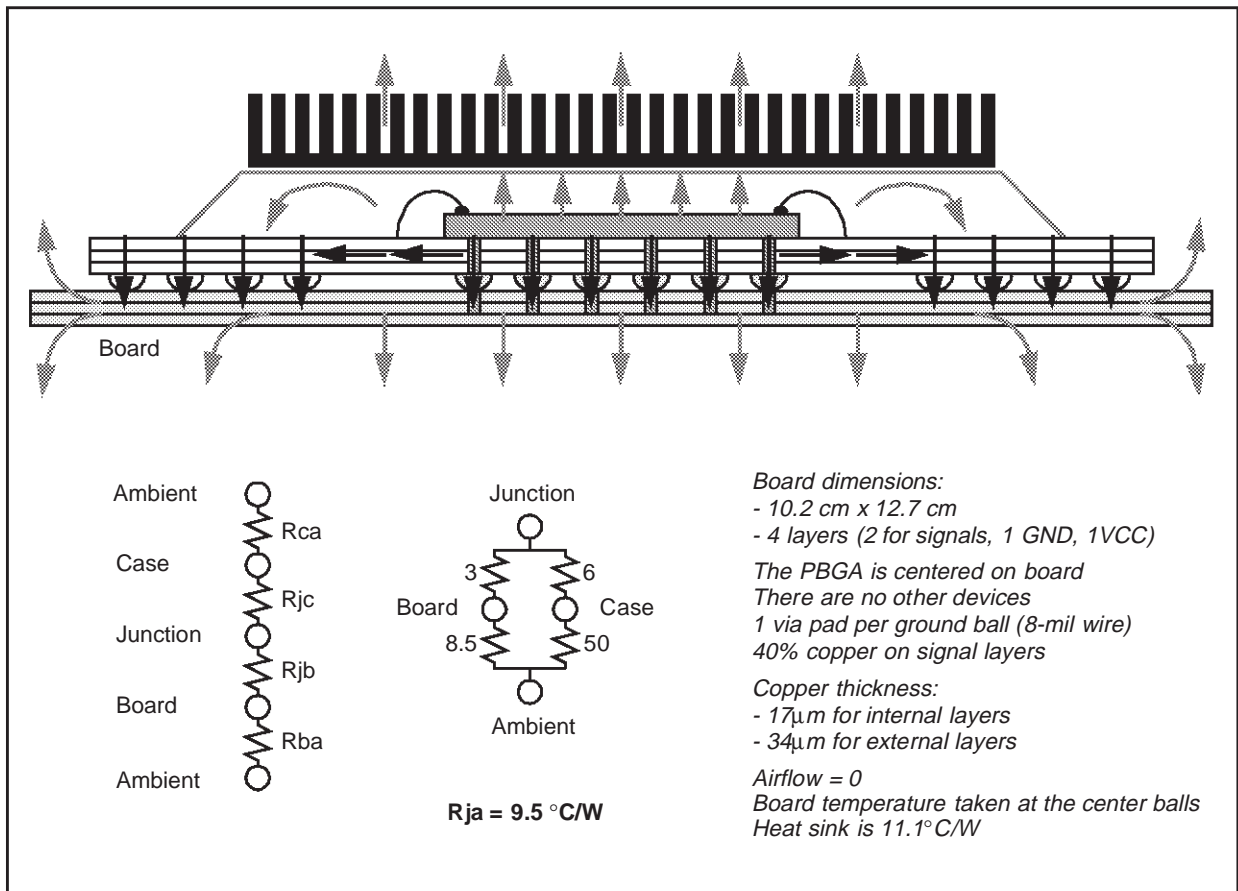 Board
Ambient
Rca
Case
Rjc
Junction
Rjb
Board
Rba
Ambient
Junction
3
6
Board
Case
8.5
50
Ambient
Rja = 9.5 °C/W
Board dimensions:
- 10.2 cm x 12.7 cm
- 4 layers (2 for signals, 1 GND, 1VCC)
The PBGA is centered on board
There are no other devices
1 via pad per ground ball (8-mil wire)
40% copper on signal layers
Copper thickness:
- 17μm for internal layers
- 34μm for external layers
Airflow = 0
Board temperature taken at the center balls
Heat sink is 11.1°C/W